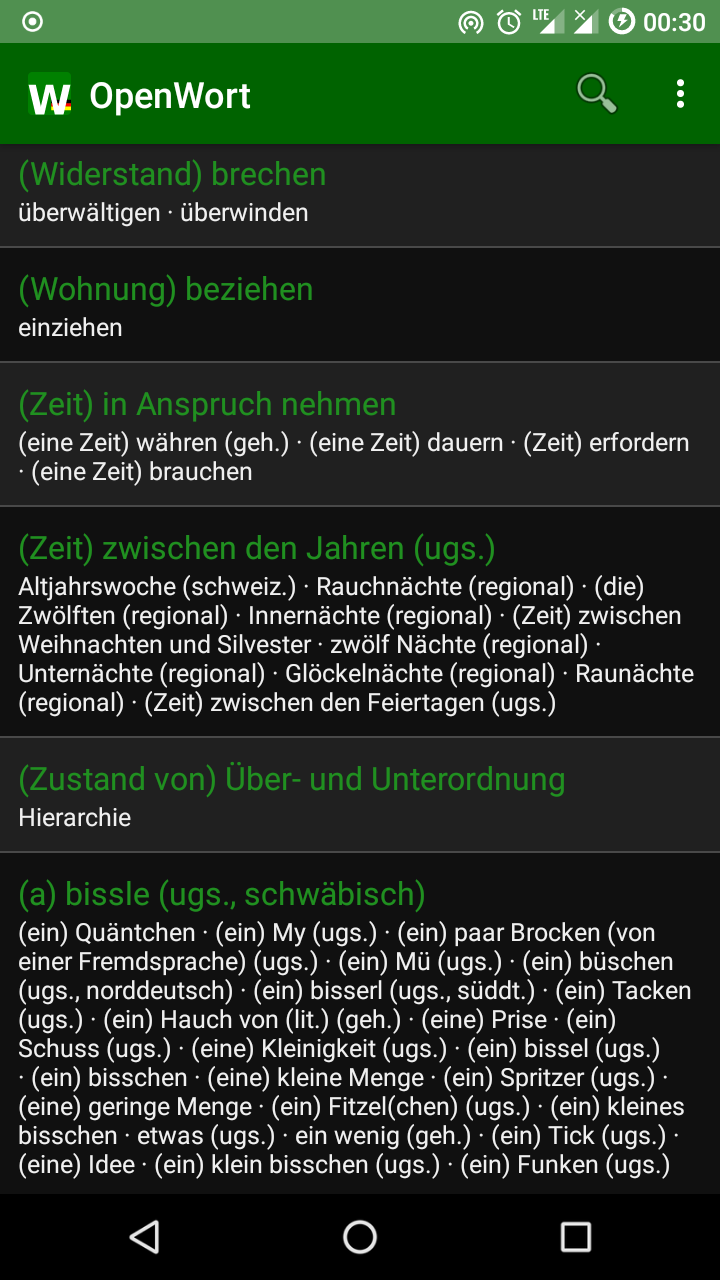 LTE 00:30
W OpenWort
(Widerstand) brechen
überwältigen · überwinden
(Wohnung) beziehen
einziehen
(Zeit) in Anspruch nehmen
(eine Zeit) währen (geh.) · (eine Zeit) dauern · (Zeit) erfordern
· (eine Zeit) brauchen
(Zeit) zwischen den Jahren (ugs.)
Altjahrswoche (schweiz.) · Rauchnächte (regional) · (die)
Zwölften (regional) · Innernächte (regional) · (Zeit) zwischen
Weihnachten und Silvester · zwölf Nächte (regional) ·
Unternächte (regional) · Glöckelnächte (regional) · Raunächte
(regional) · (Zeit) zwischen den Feiertagen (ugs.)
(Zustand von) Über- und Unterordnung
Hierarchie
(a) bissle (ugs., schwäbisch)
(ein) Quäntchen · (ein) My (ugs.) · (ein) paar Brocken (von
einer Fremdsprache) (ugs.) · (ein) Mü (ugs.) · (ein) büschen
(ugs., norddeutsch) · (ein) bisserl (ugs., süddt.) · (ein) Tacken
(ugs.) · (ein) Hauch von (lit.) (geh.) · (eine) Prise · (ein)
Schuss (ugs.) · (eine) Kleinigkeit (ugs.) · (ein) bissel (ugs.)
· (ein) bisschen · (eine) kleine Menge · (ein) Spritzer (ugs.) ·
(eine) geringe Menge · (ein) Fitzel(chen) (ugs.) · (ein) kleines
bisschen · etwas (ugs.) · ein wenig (geh.) · (ein) Tick (ugs.) ·
(eine) Idee · (ein) klein bisschen (ugs.) · (ein) Funken (ugs.)